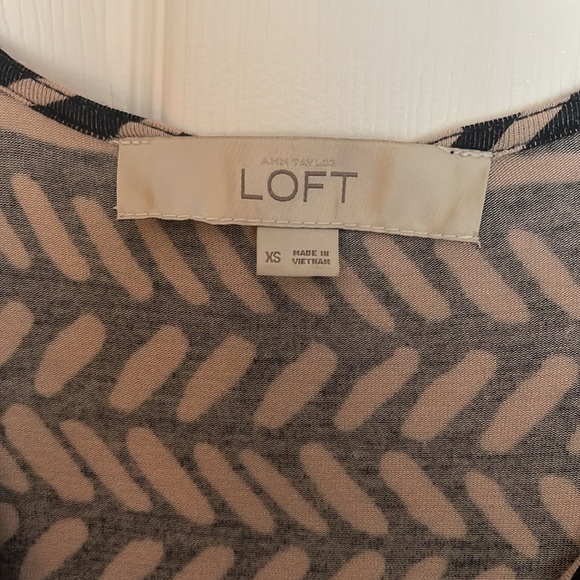 ANN TAYLOR
LOFT
XS
MADE IN
VIETNAM